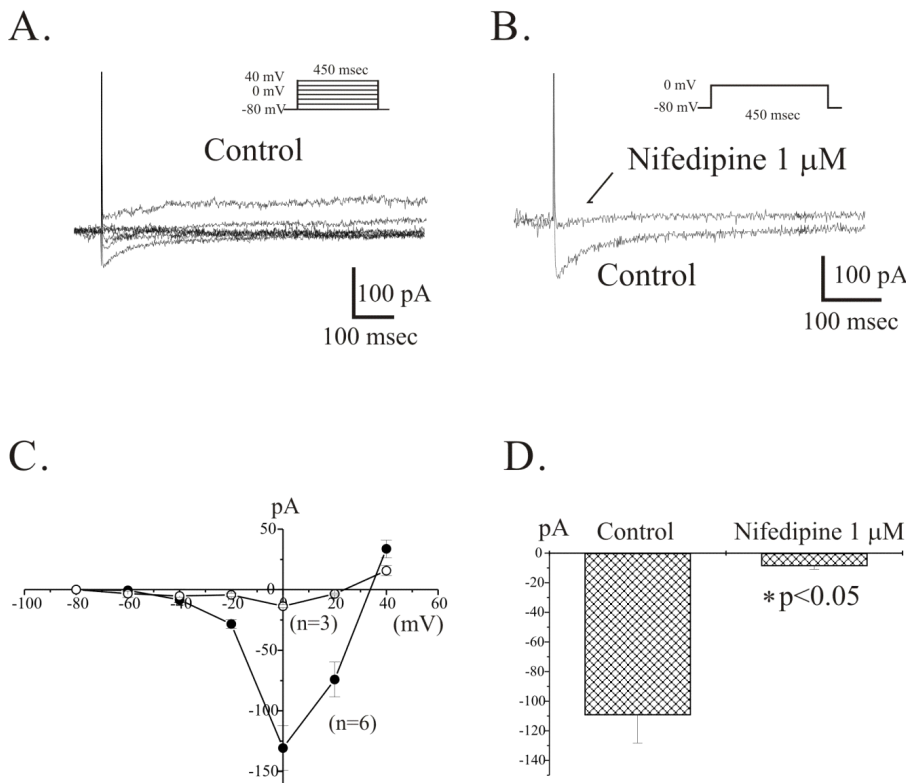 A.
450 msec
40 mV
0 mV
-80 mV
Control
100 pA
100 msec
B.
0 mV
-80 mV
450 msec
Nifedipine 1 μM
Control
100 pA
100 msec
C.
pA
50
0
-100 -80 -60 -40 -20 0 20 40 60
(mV)
(n=3)
-50
(n=6)
-100
-150
D.
pA
Control
Nifedipine 1 μM
0
-20
-40
-60
-80
-100
-120
-140
*p<0.05